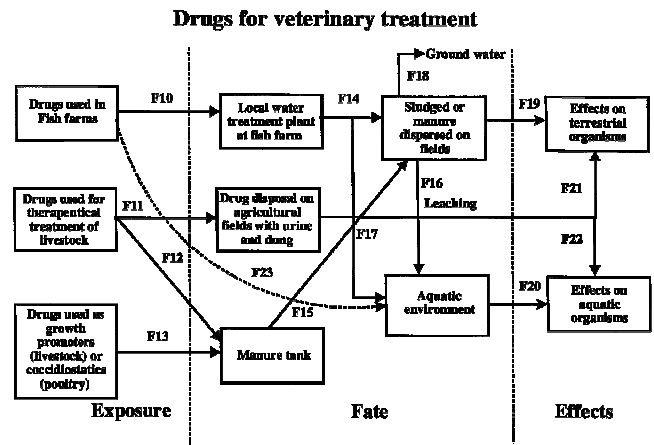 Drugs for veterinary treatment
Ground water
F18
Drugs used in
Fish farms
F10
Local water
treatment plant
at fish farm
F14
Sludged or
manure
dispersed on
fields
F19
Effects on
terrestrial
organisms
F16
Leaching
F21
Drugs used for
therapeutical
treatment of
livestock
F11
Drug disposal on
agricultural
fields with urine
and dung
F17
F22
F12
F23
Aquatic
environment
F20
Effects on
aquatic
organisms
Drugs used as
growth
promoters
(livestock) or
coccidiostatics
(poultry)
F13
F15
Manure tank
Exposure
Fate
Effects